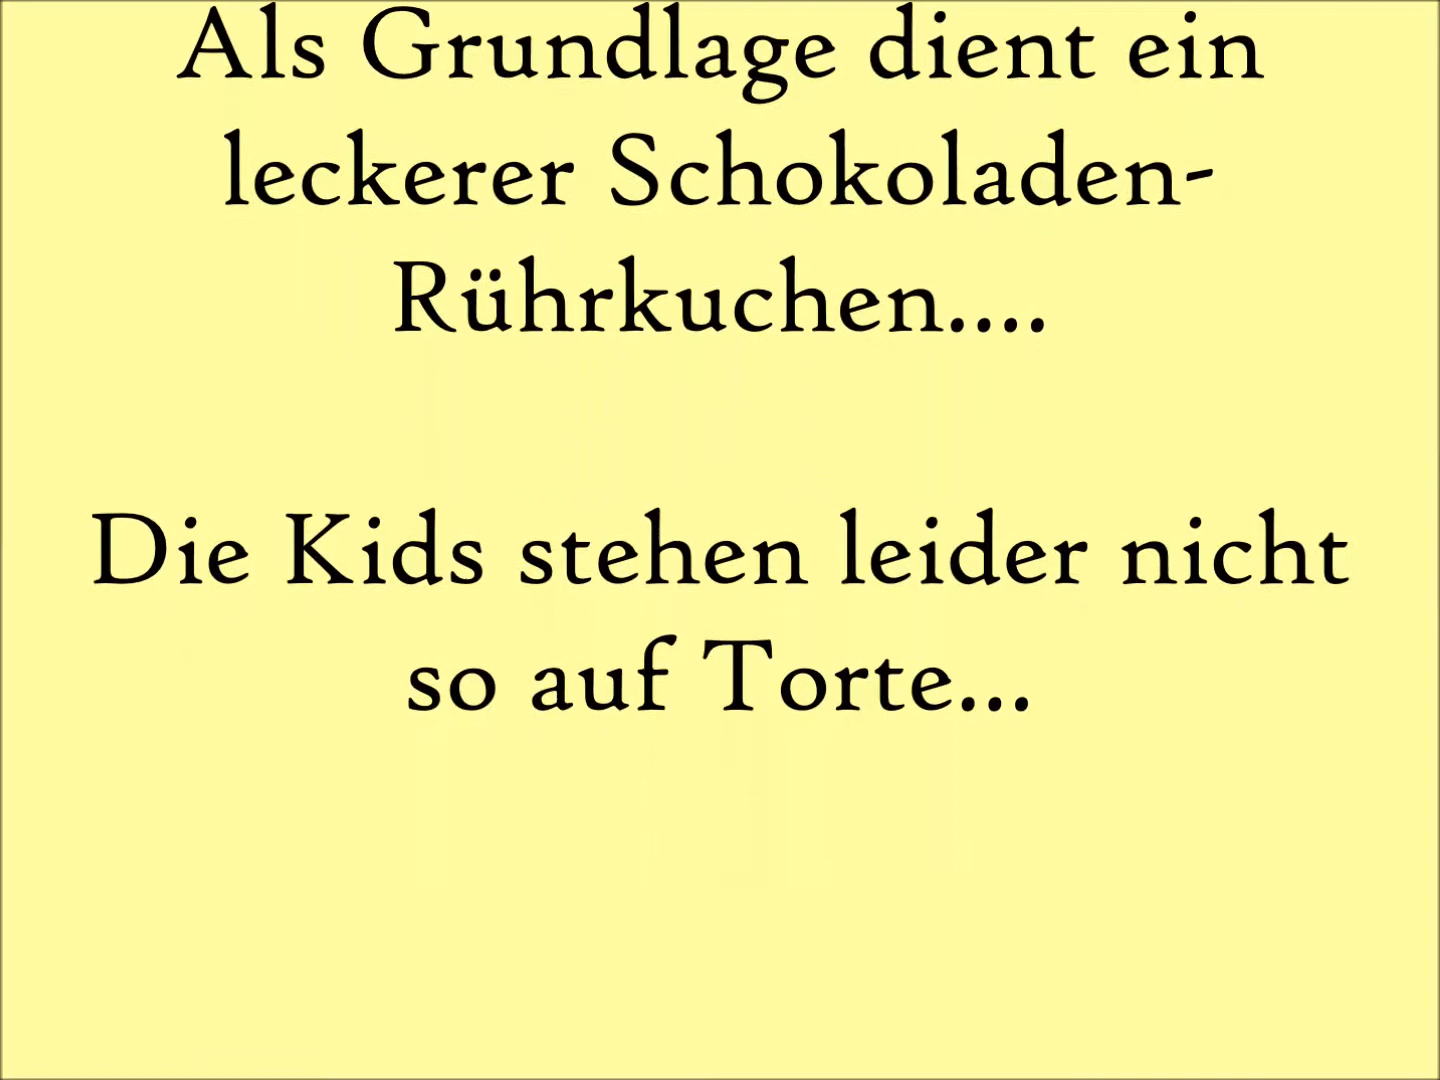 Als Grundlage dient ein
leckerer Schokoladen-
Rührkuchen....
Die Kids stehen leider nicht
so auf Torte...